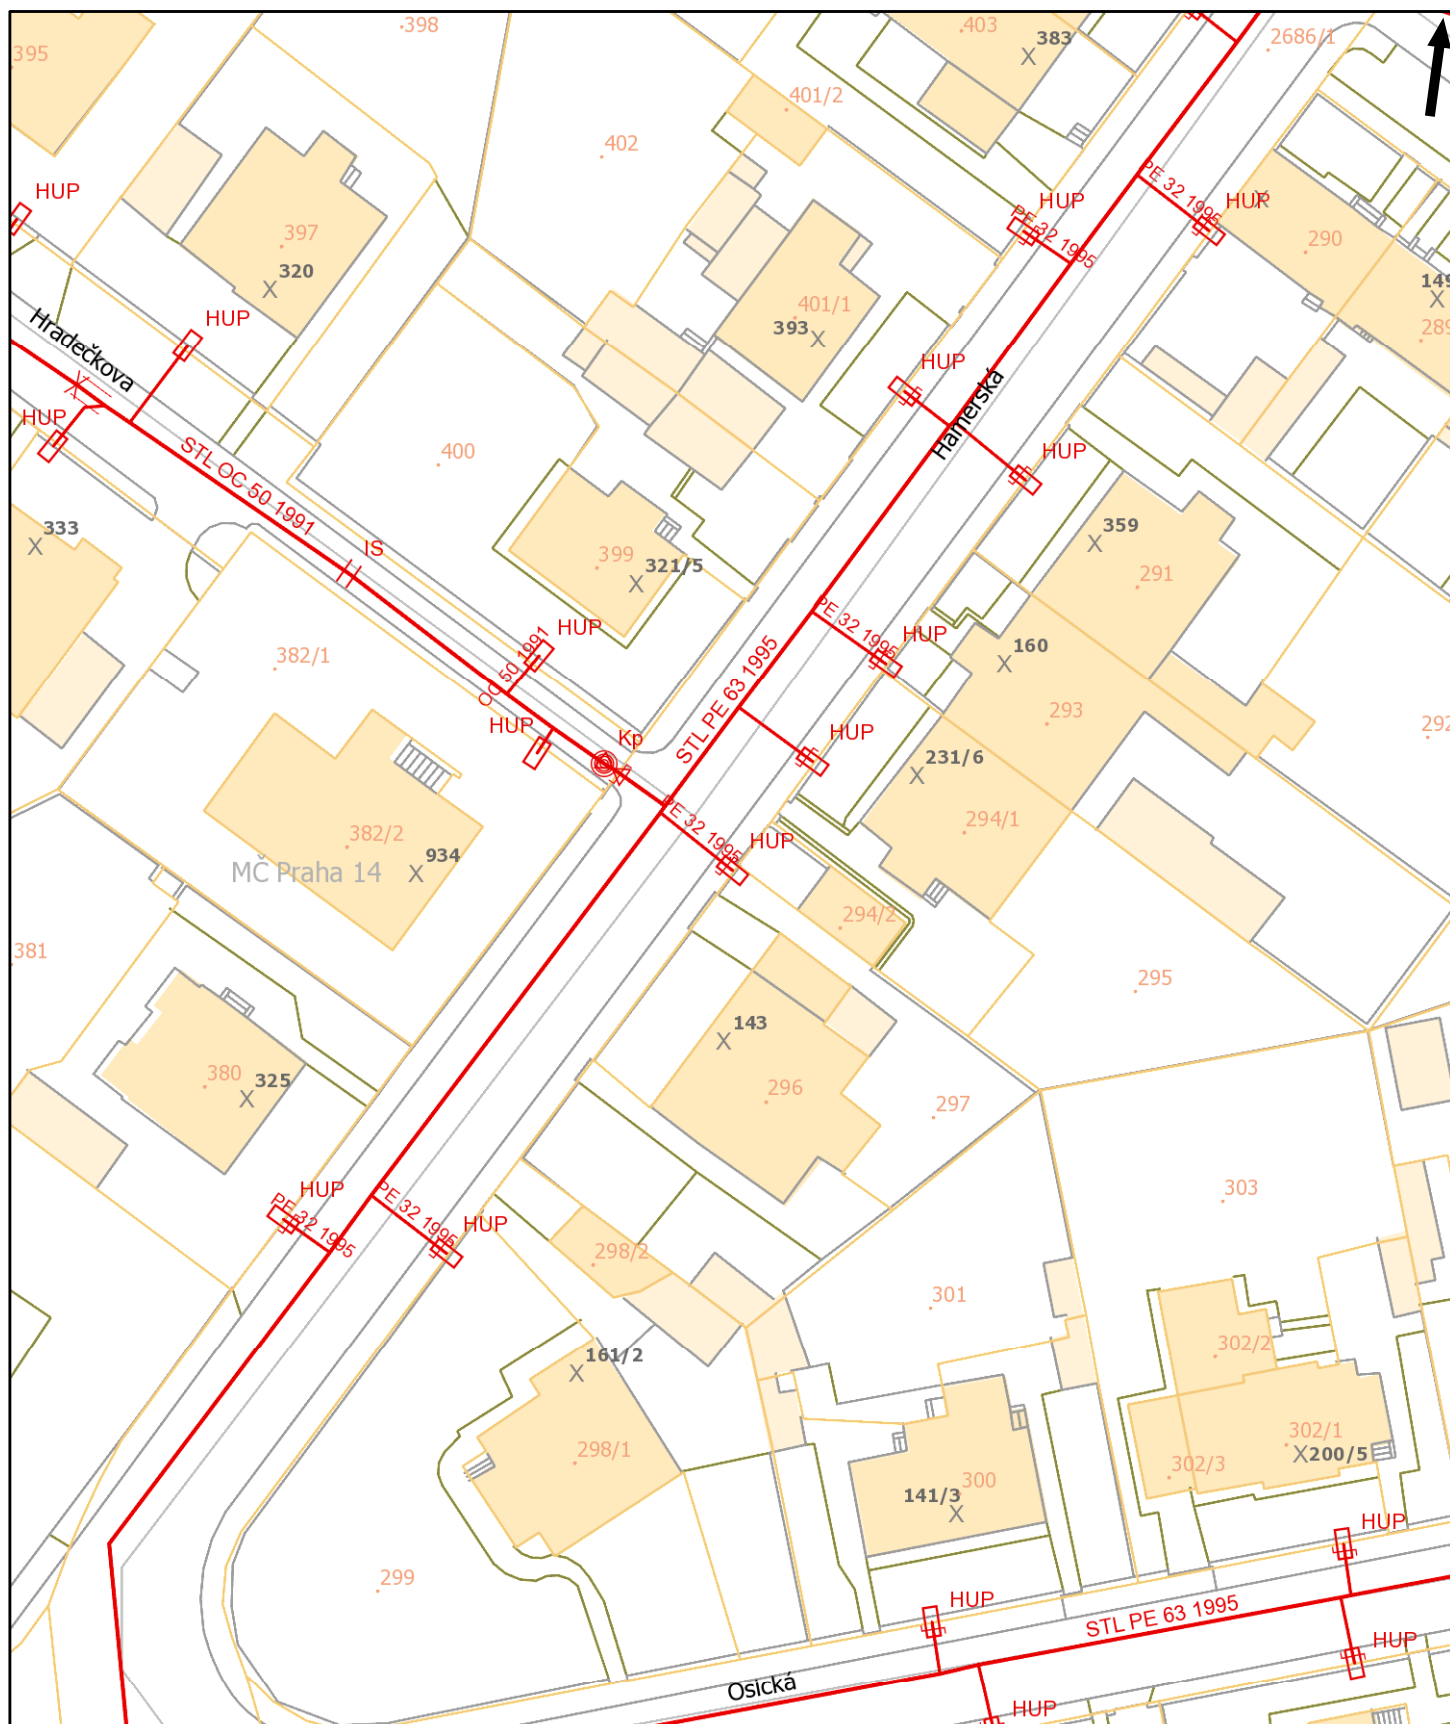 398
403
383
2686/1
395
401/2
402
HUP
HUP
PE 32 1995
HUP
PE 32 1995
397
320
290
149
401/1
393
289
HUP
Hradečkova
HUP
Hamerská
HUP
STL OC 50 1991
400
HUP
333
IS
399
321/5
359
291
HUP
PE 32 1995
HUP
OC 50 1991
382/1
STL PE 63 1995
160
293
292
HUP
Kp
HUP
231/6
PE 32 1995
HUP
294/1
382/2
934
MČ Praha 14
294/2
381
295
143
380
325
296
297
HUP
PE 32 1995
PE 32 1995
HUP
303
298/2
301
161/2
302/2
298/1
302/1
200/5
302/3
300
141/3
HUP
299
HUP
STL PE 63 1995
HUP
Osická
HUP